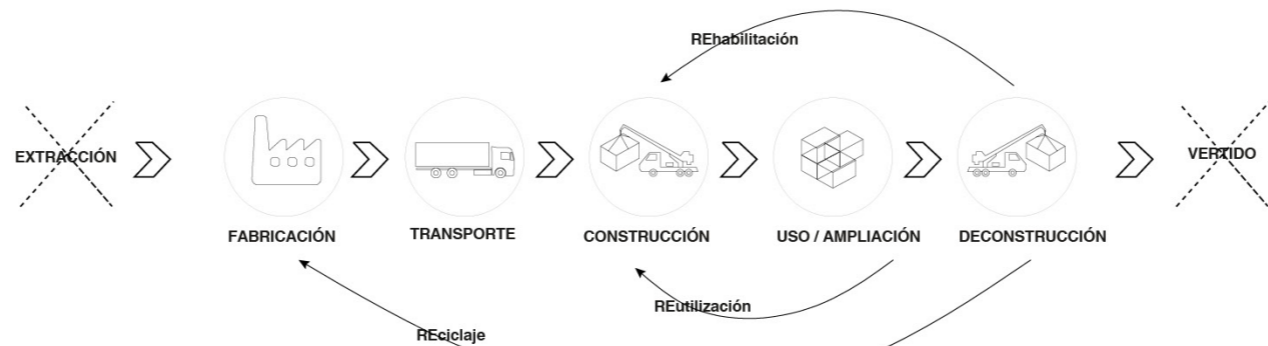 REhabilitación
EXTRACCIÓN
VERTIDO
FABRICACIÓN
TRANSPORTE
CONSTRUCCIÓN
USO / AMPLIACIÓN
DECONSTRUCCIÓN
REutilización
REciclaje